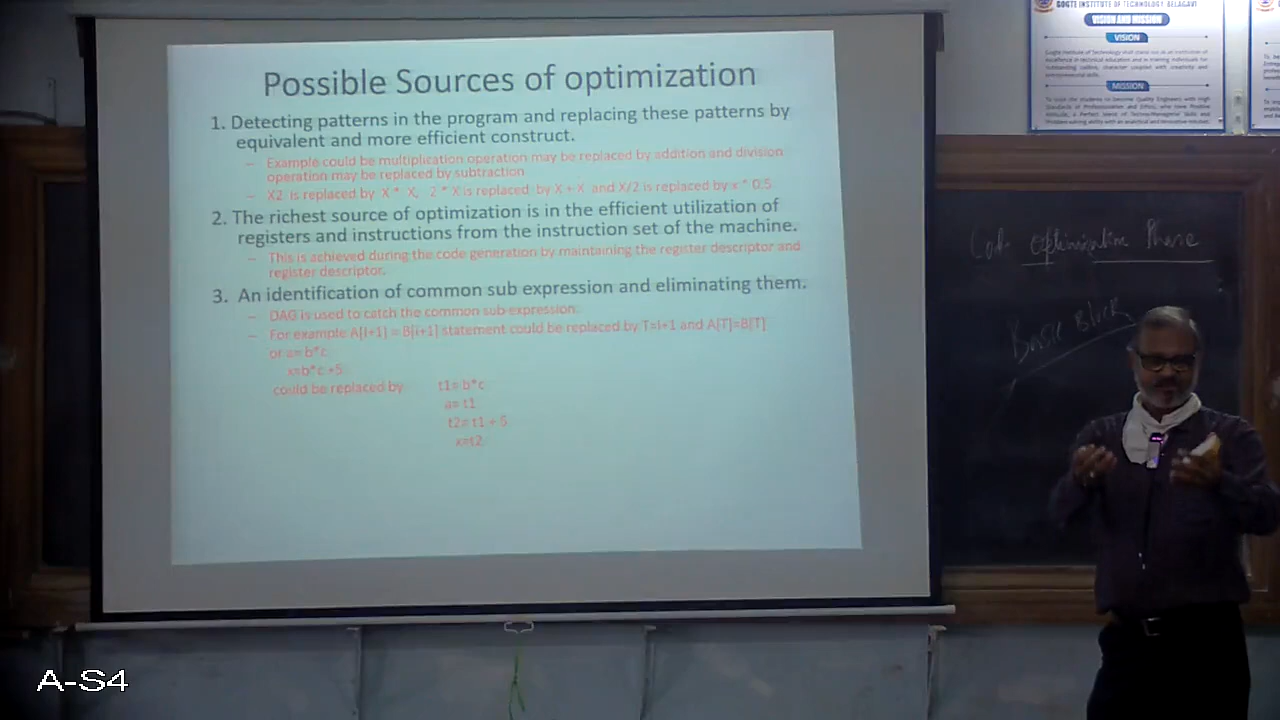 Possible Sources of optimization
1. Detecting patterns in the program and replacing these patterns by
equivalent and more efficient construct.
– Example could be multiplication operation may be replaced by addition and division
operation may be replaced by subtraction
– X2 is replaced by X * X, 2 * X is replaced by X + X and X/2 is replaced by x * 0.5
2. The richest source of optimization is in the efficient utilization of
registers and instructions from the instruction set of the machine.
– This is achieved during the code generation by maintaining the register descriptor and
register descriptor.
3. An identification of common sub expression and eliminating them.
– DAG is used to catch the common sub expression.
– For example A[I+1] = B[i+1] statement could be replaced by T=I+1 and A[T]=B[T]
or a= b*c
x=b*c +5
could be replaced by t1= b*c
a= t1
t2= t1 + 5
x=t2
GOGTE INSTITUTE OF TECHNOLOGY, BELAGAVI
VISION AND MISSION
VISION
MISSION
Code optimization Phase
Basic Block
A-S4